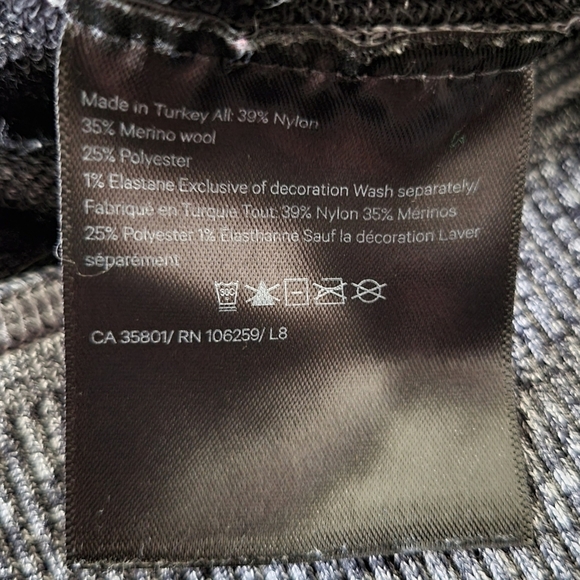 Made in Turkey All: 39% Nylon
35% Merino wool
25% Polyester
1% Elastane Exclusive of decoration Wash separately/
Fabriqué en Turquie Tout: 39% Nylon 35% Mérinos
25% Polyester 1% Élasthanne Sauf la décoration Laver
séparément
30C
CA 35801/ RN 106259/ L8